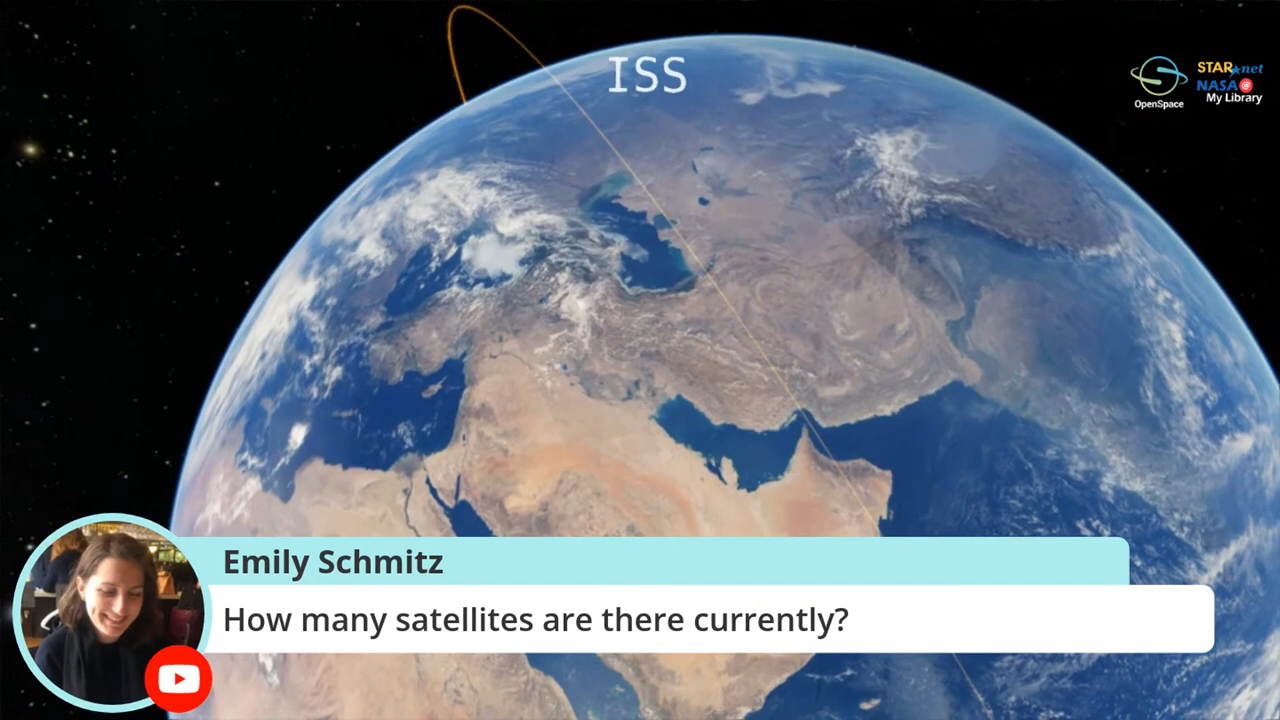 ISS
OpenSpace
STAR net
NASA@
My Library
Emily Schmitz
How many satellites are there currently?